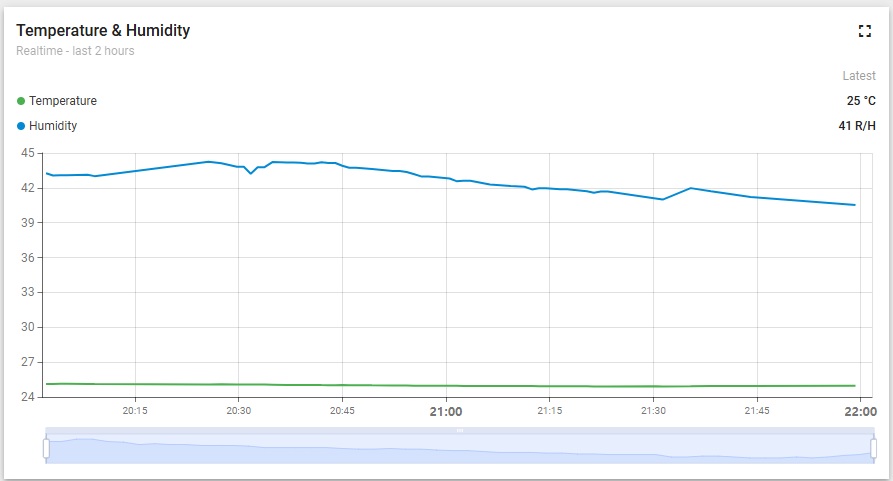 Temperature & Humidity
Realtime - last 2 hours
Latest
Temperature 25 °C
Humidity 41 R/H
45
42
39
36
33
30
27
24
20:15 20:30 20:45 21:00 21:15 21:30 21:45 22:00